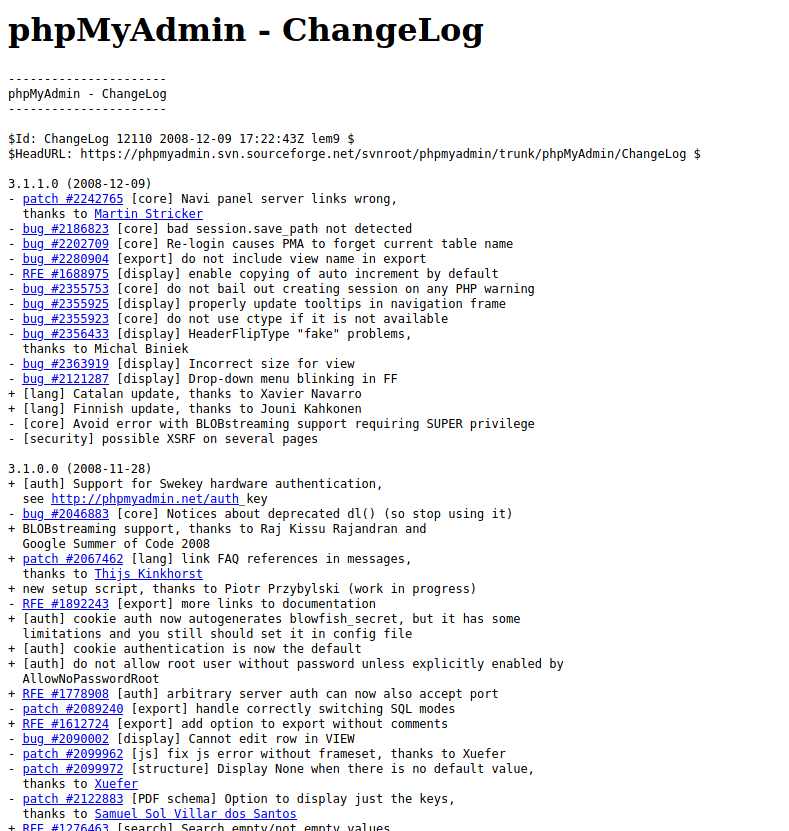 phpMyAdmin - ChangeLog
----------------------
phpMyAdmin - ChangeLog
----------------------
$Id: ChangeLog 12110 2008-12-09 17:22:43Z lem9 $
$HeadURL: https://phpmyadmin.svn.sourceforge.net/svnroot/phpmyadmin/trunk/phpMyAdmin/ChangeLog $
3.1.1.0 (2008-12-09)
- patch #2242765 [core] Navi panel server links wrong,
thanks to Martin Stricker
- bug #2186823 [core] bad session.save_path not detected
- bug #2202709 [core] Re-login causes PMA to forget current table name
- bug #2280904 [export] do not include view name in export
- RFE #1688975 [display] enable copying of auto increment by default
- bug #2355753 [core] do not bail out creating session on any PHP warning
- bug #2355925 [display] properly update tooltips in navigation frame
- bug #2355923 [core] do not use ctype if it is not available
- bug #2356433 [display] HeaderFlipType "fake" problems,
thanks to Michal Biniek
- bug #2363919 [display] Incorrect size for view
- bug #2121287 [display] Drop-down menu blinking in FF
+ [lang] Catalan update, thanks to Xavier Navarro
+ [lang] Finnish update, thanks to Jouni Kahkonen
- [core] Avoid error with BLOBstreaming support requiring SUPER privilege
- [security] possible XSRF on several pages
3.1.0.0 (2008-11-28)
+ [auth] Support for Swekey hardware authentication,
see http://phpmyadmin.net/auth_key
- bug #2046883 [core] Notices about deprecated dl() (so stop using it)
+ BLOBstreaming support, thanks to Raj Kissu Rajandran and
Google Summer of Code 2008
+ patch #2067462 [lang] link FAQ references in messages,
thanks to Thijs Kinkhorst
+ new setup script, thanks to Piotr Przybylski (work in progress)
- RFE #1892243 [export] more links to documentation
+ [auth] cookie auth now autogenerates blowfish_secret, but it has some
limitations and you still should set it in config file
+ [auth] cookie authentication is now the default
+ [auth] do not allow root user without password unless explicitly enabled by
AllowNoPasswordRoot
+ RFE #1778908 [auth] arbitrary server auth can now also accept port
- patch #2089240 [export] handle correctly switching SQL modes
+ RFE #1612724 [export] add option to export without comments
- bug #2090002 [display] Cannot edit row in VIEW
- patch #2099962 [js] fix js error without frameset, thanks to Xuefer
- patch #2099972 [structure] Display None when there is no default value,
thanks to Xuefer
- patch #2122883 [PDF schema] Option to display just the keys,
thanks to Samuel Sol Villar dos Santos
+ RFE #1276463 [search] Search empty/not empty values